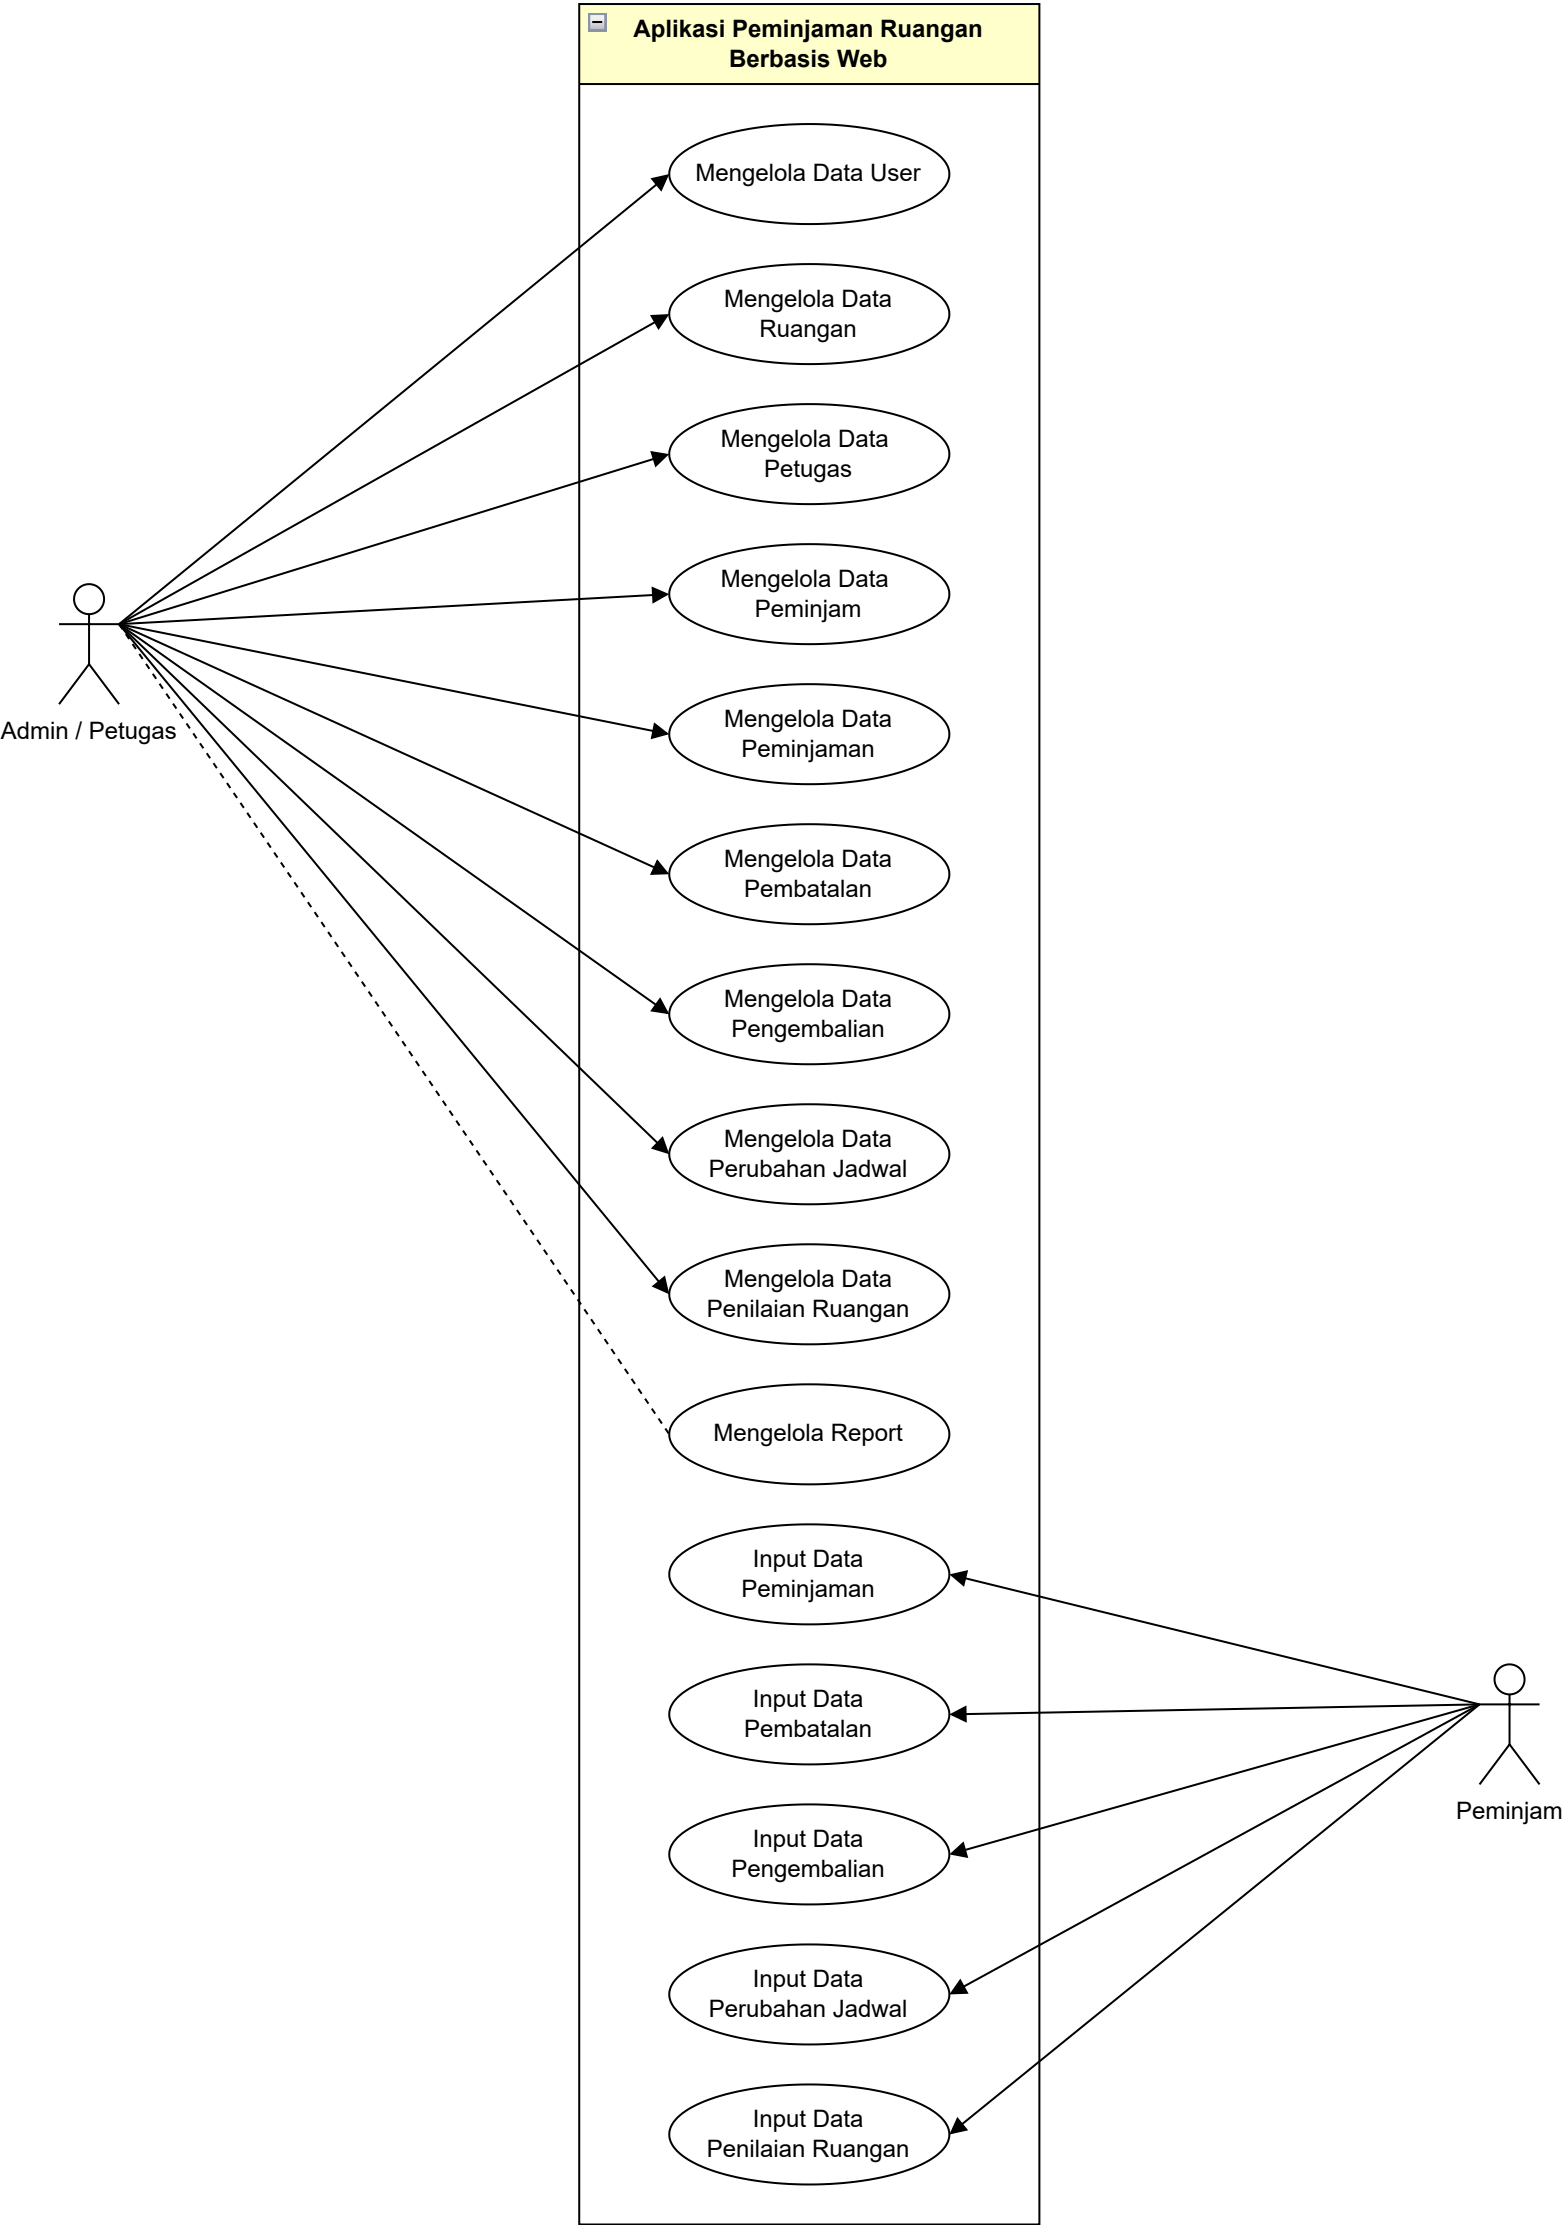 Aplikasi Peminjaman Ruangan
Berbasis Web
Mengelola Data User
Mengelola Data
Ruangan
Mengelola Data
Petugas
Mengelola Data
Peminjam
Admin / Petugas
Mengelola Data
Peminjaman
Mengelola Data
Pembatalan
Mengelola Data
Pengembalian
Mengelola Data
Perubahan Jadwal
Mengelola Data
Penilaian Ruangan
Mengelola Report
Input Data
Peminjaman
Input Data
Pembatalan
Peminjam
Input Data
Pengembalian
Input Data
Perubahan Jadwal
Input Data
Penilaian Ruangan